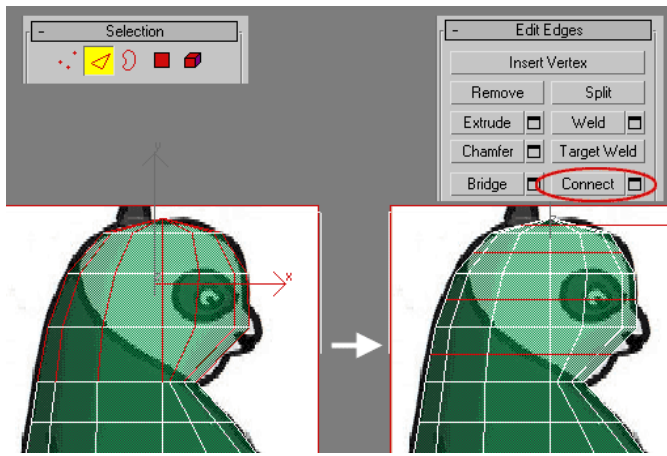 - Selection
- Edit Edges
Insert Vertex
Remove Split
Extrude Weld
Chamfer Target Weld
Bridge Connect
x